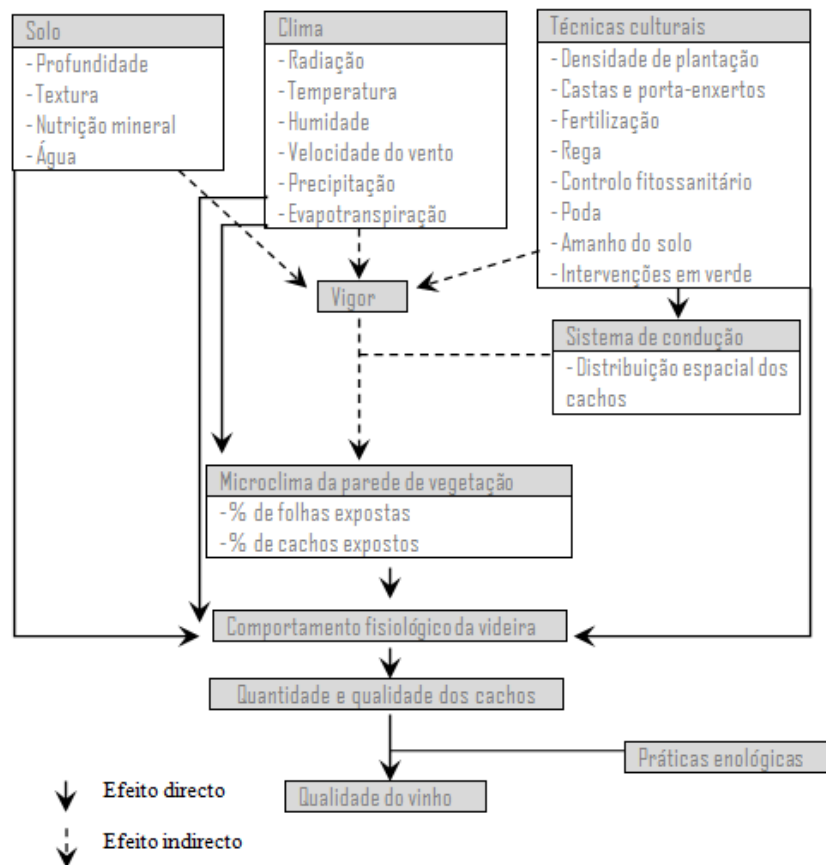 Solo
- Profundidade
- Textura
- Nutrição mineral
- Água
Clima
- Radiação
- Temperatura
- Humidade
- Velocidade do vento
- Precipitação
- Evapotranspiração
Técnicas culturais
- Densidade de plantação
- Castas e porta-enxertos
- Fertilização
- Rega
- Controlo fitossanitário
- Poda
- Amanho do solo
- Intervenções em verde
Vigor
Sistema de condução
- Distribuição espacial dos
cachos
Microclima da parede de vegetação
- % de folhas expostas
- % de cachos expostos
Comportamento fisiológico da videira
Quantidade e qualidade dos cachos
Práticas enológicas
Qualidade do vinho
Efeito directo
Efeito indirecto